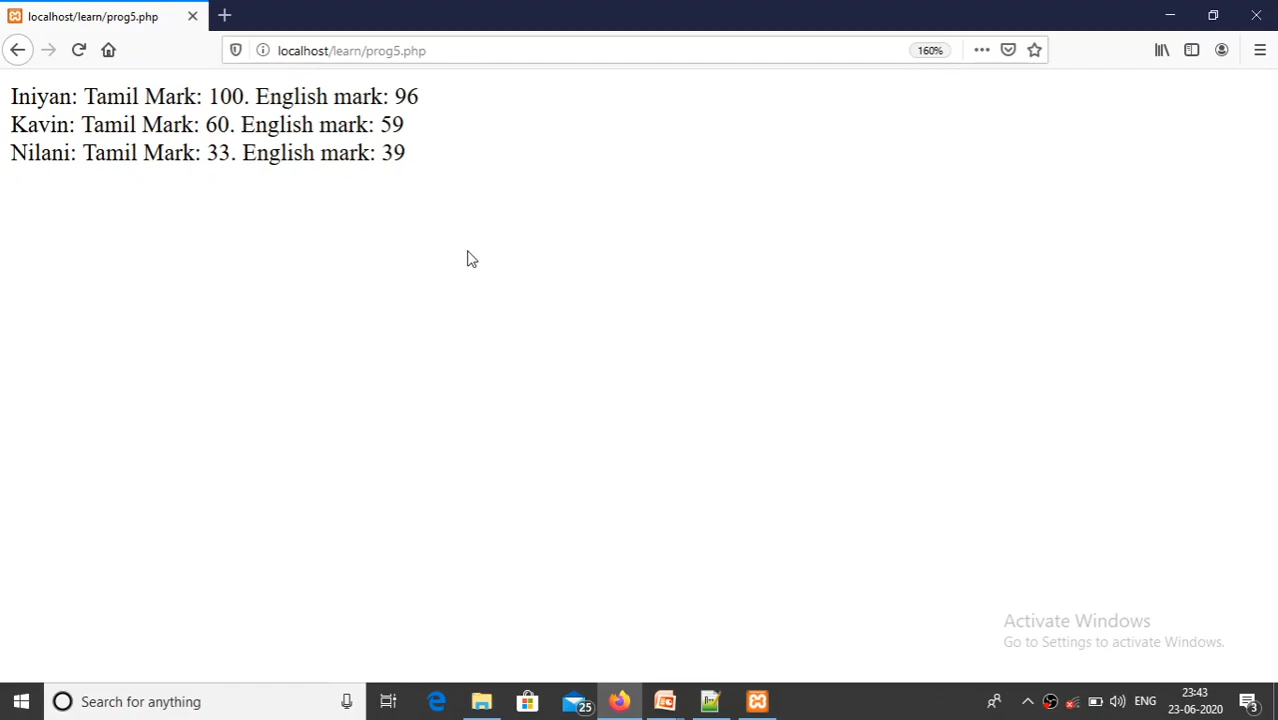 localhost/learn/prog5.php
localhost/learn/prog5.php
160%
Iniyan: Tamil Mark: 100. English mark: 96
Kavin: Tamil Mark: 60. English mark: 59
Nilani: Tamil Mark: 33. English mark: 39
Activate Windows
Go to Settings to activate Windows.
Search for anything
25
ENG
23:43
23-06-2020
3